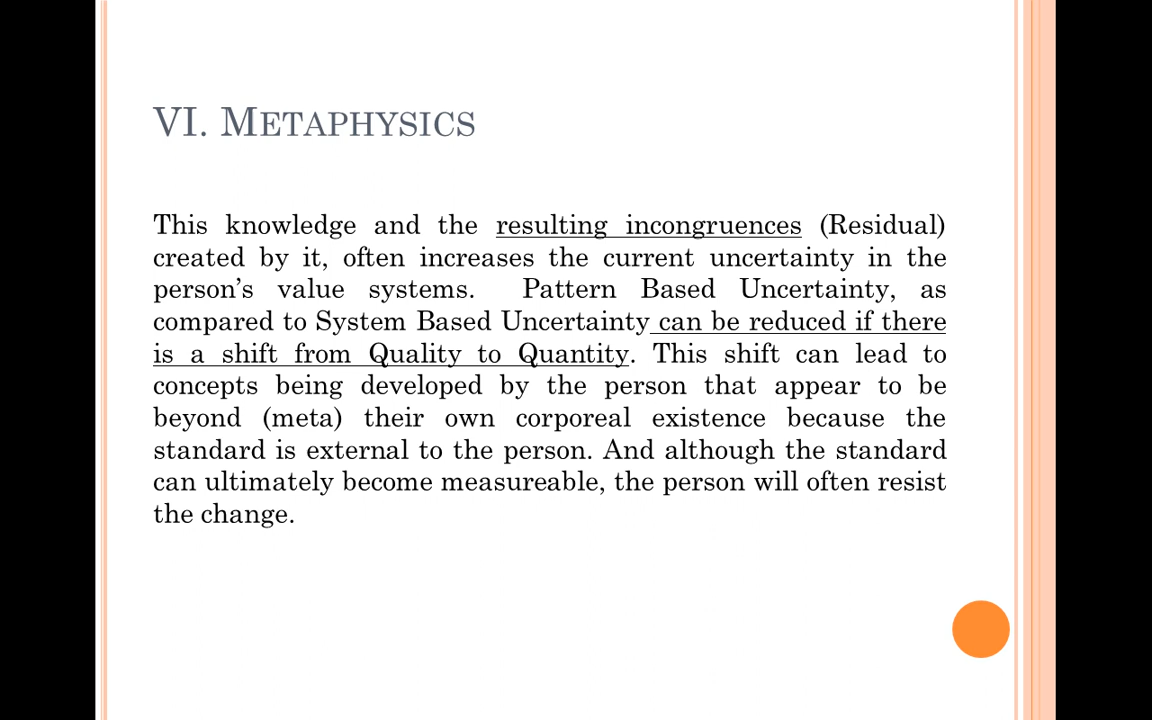 VI. METAPHYSICS
This knowledge and the resulting incongruences (Residual)
created by it, often increases the current uncertainty in the
person’s value systems.  Pattern Based Uncertainty, as
compared to System Based Uncertainty can be reduced if there
is a shift from Quality to Quantity. This shift can lead to
concepts being developed by the person that appear to be
beyond (meta) their own corporeal existence because the
standard is external to the person. And although the standard
can ultimately become measureable, the person will often resist
the change.